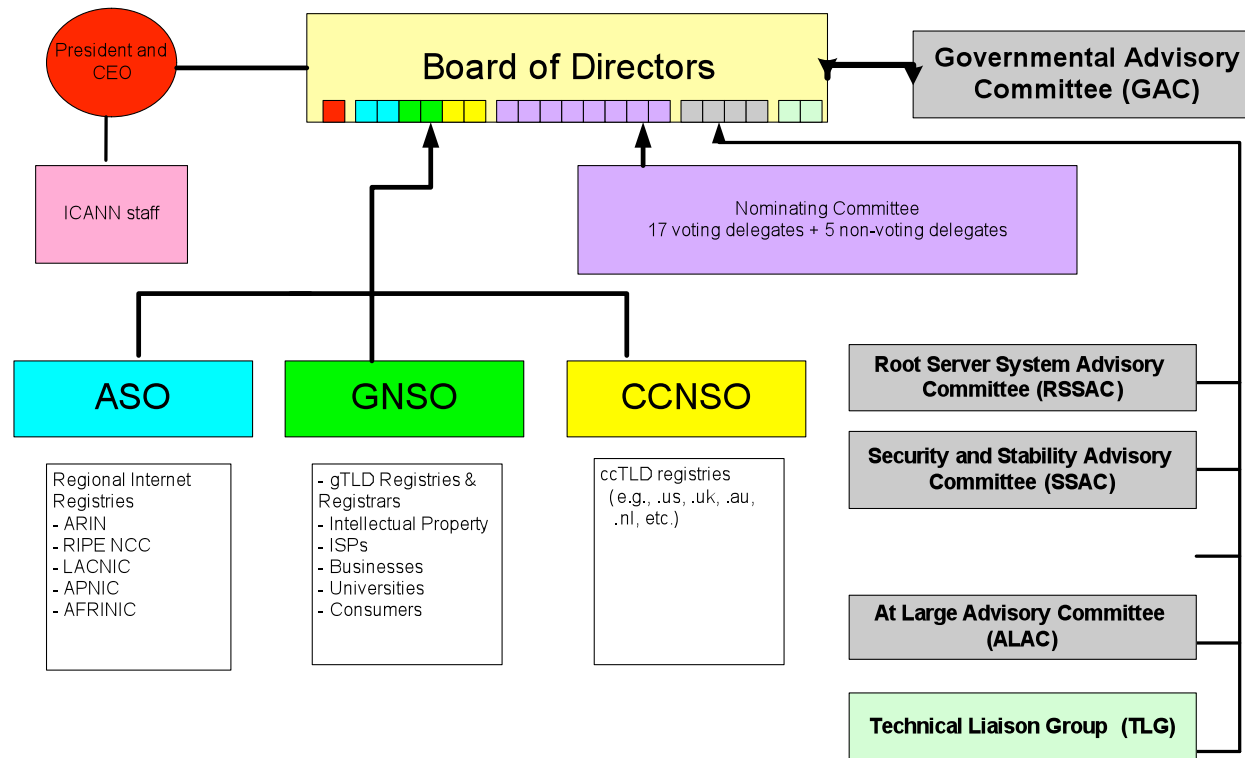 President and
CEO
Board of Directors
Governmental Advisory
Committee (GAC)
ICANN staff
Nominating Committee
17 voting delegates + 5 non-voting delegates
ASO
GNSO
CCNSO
Regional Internet
Registries
- ARIN
- RIPE NCC
- LACNIC
- APNIC
- AFRINIC
- gTLD Registries &
Registrars
- Intellectual Property
- ISPs
- Businesses
- Universities
- Consumers
ccTLD registries
(e.g., .us, .uk, .au,
.nl, etc.)
Root Server System Advisory
Committee (RSSAC)
Security and Stability Advisory
Committee (SSAC)
At Large Advisory Committee
(ALAC)
Technical Liaison Group (TLG)